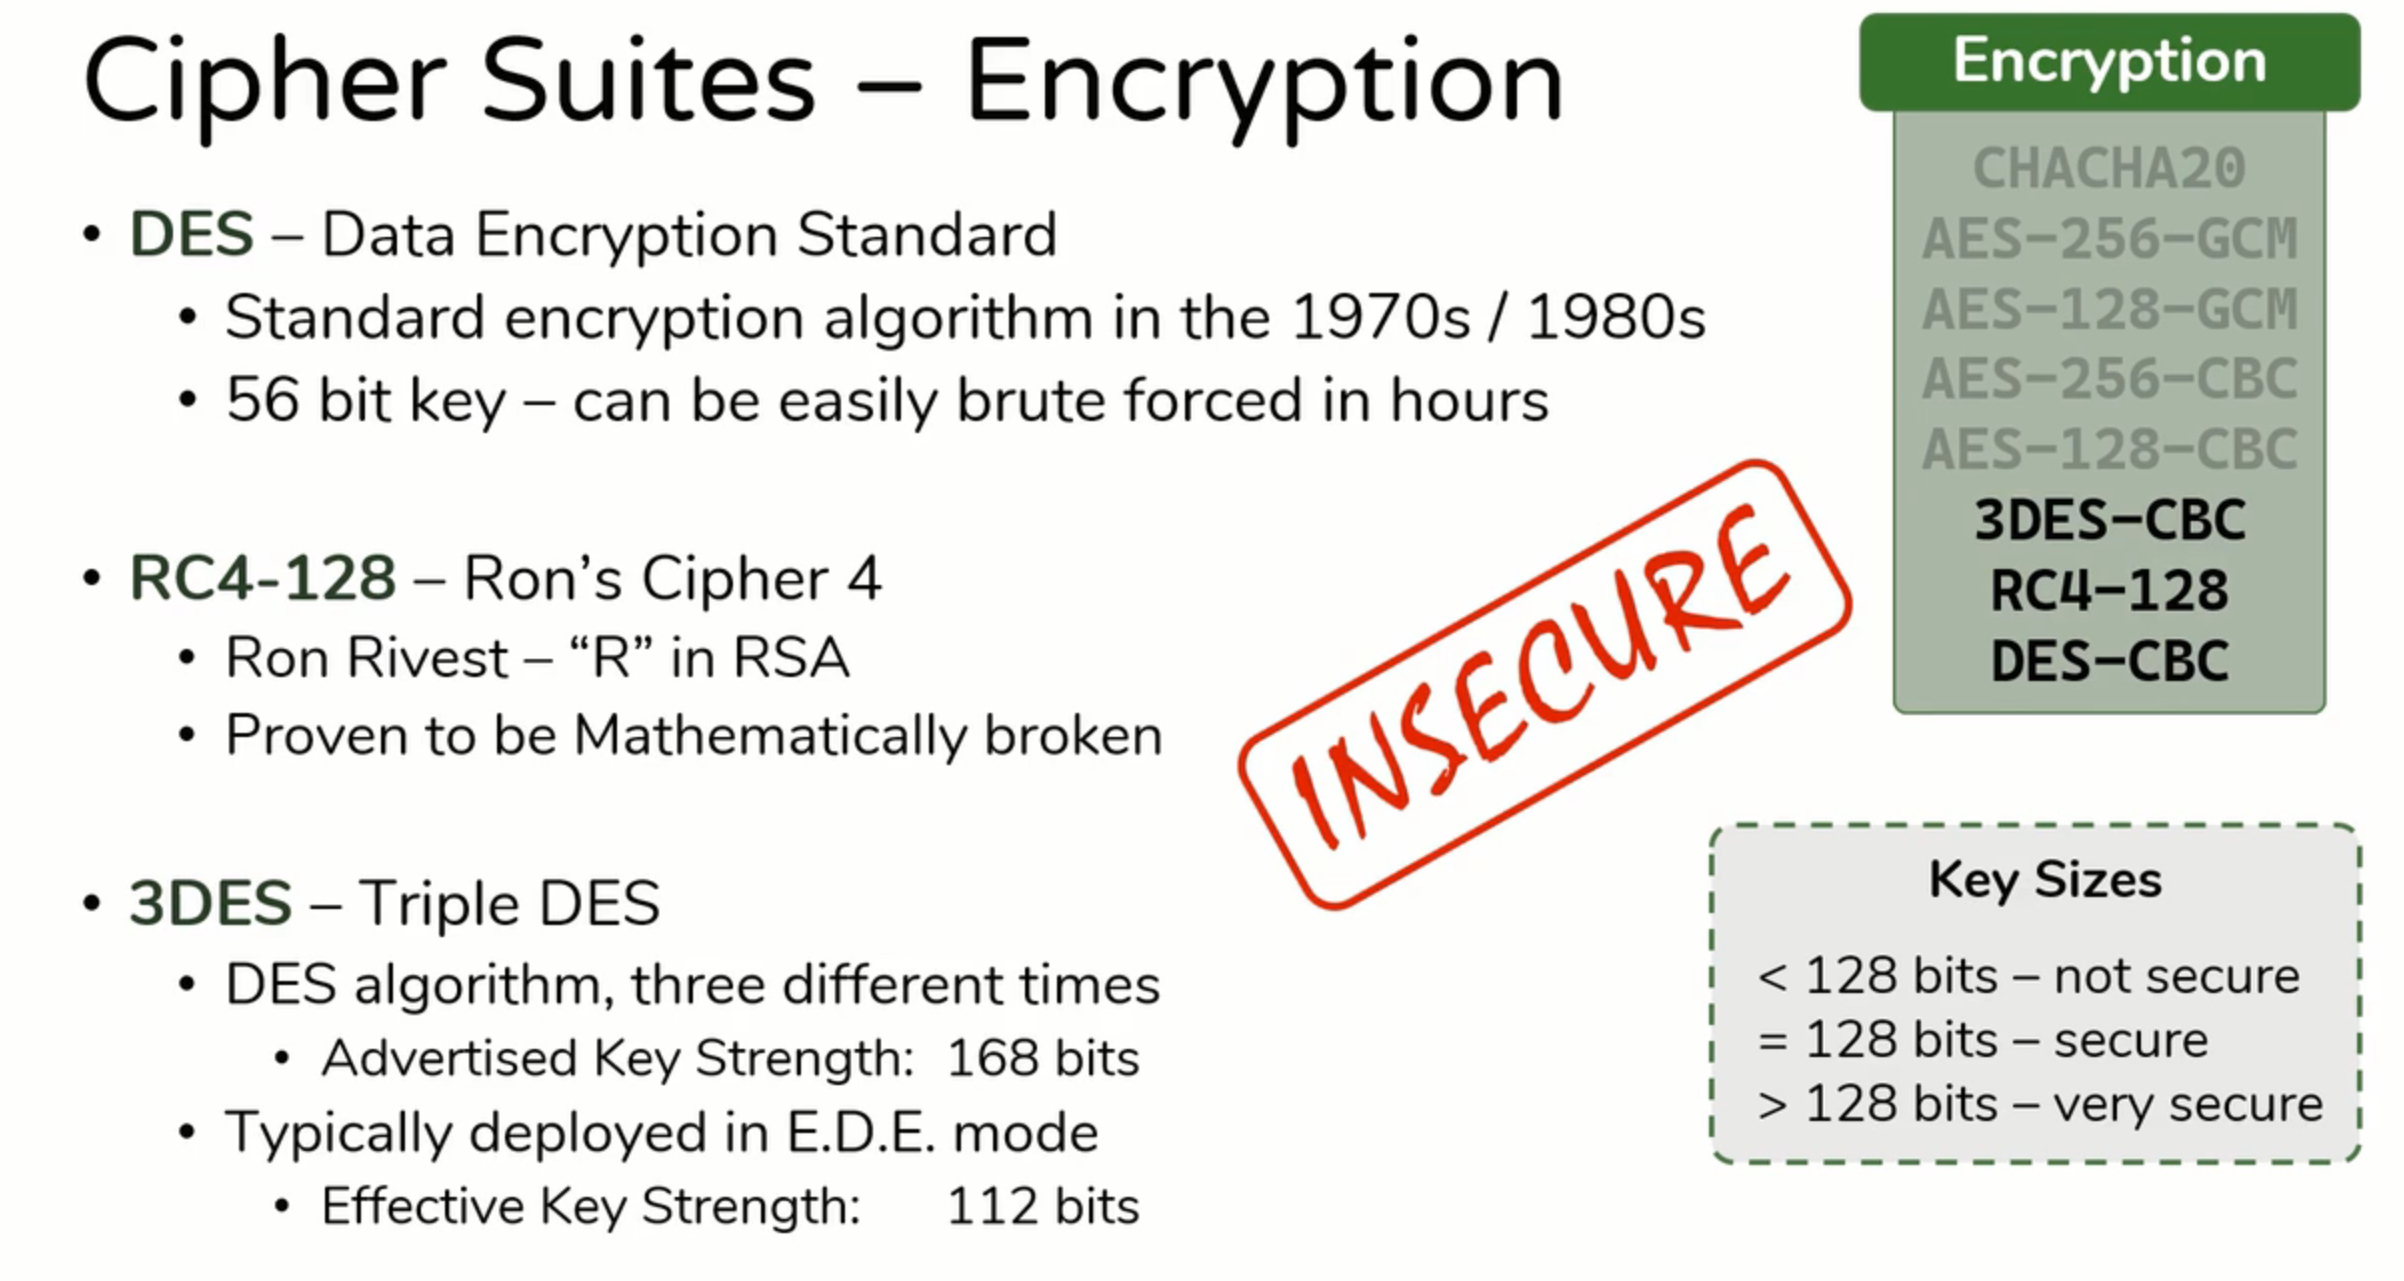 Cipher Suites – Encryption
• DES – Data Encryption Standard
• Standard encryption algorithm in the 1970s / 1980s
• 56 bit key – can be easily brute forced in hours
• RC4-128 – Ron’s Cipher 4
• Ron Rivest – “R” in RSA
• Proven to be Mathematically broken
• 3DES – Triple DES
• DES algorithm, three different times
• Advertised Key Strength: 168 bits
• Typically deployed in E.D.E. mode
• Effective Key Strength: 112 bits
INSECURE
Encryption
CHACHA20
AES-256-GCM
AES-128-GCM
AES-256-CBC
AES-128-CBC
3DES-CBC
RC4-128
DES-CBC
Key Sizes
< 128 bits – not secure
= 128 bits – secure
> 128 bits – very secure